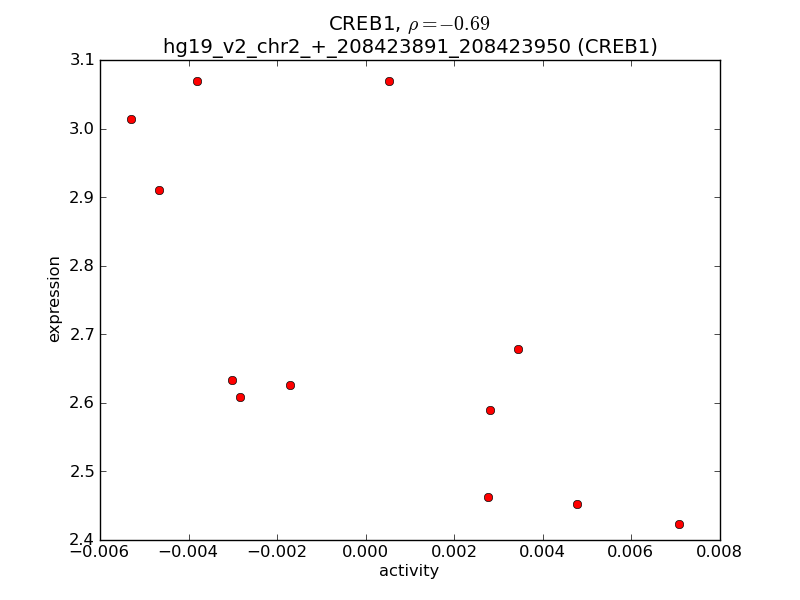 CREB1, ρ = −0.69
hg19_v2_chr2_+_208423891_208423950 (CREB1)
3.1
3.0
2.9
2.8
2.7
2.6
2.5
2.4
expression
−0.006 −0.004 −0.002 0.000 0.002 0.004 0.006 0.008
activity